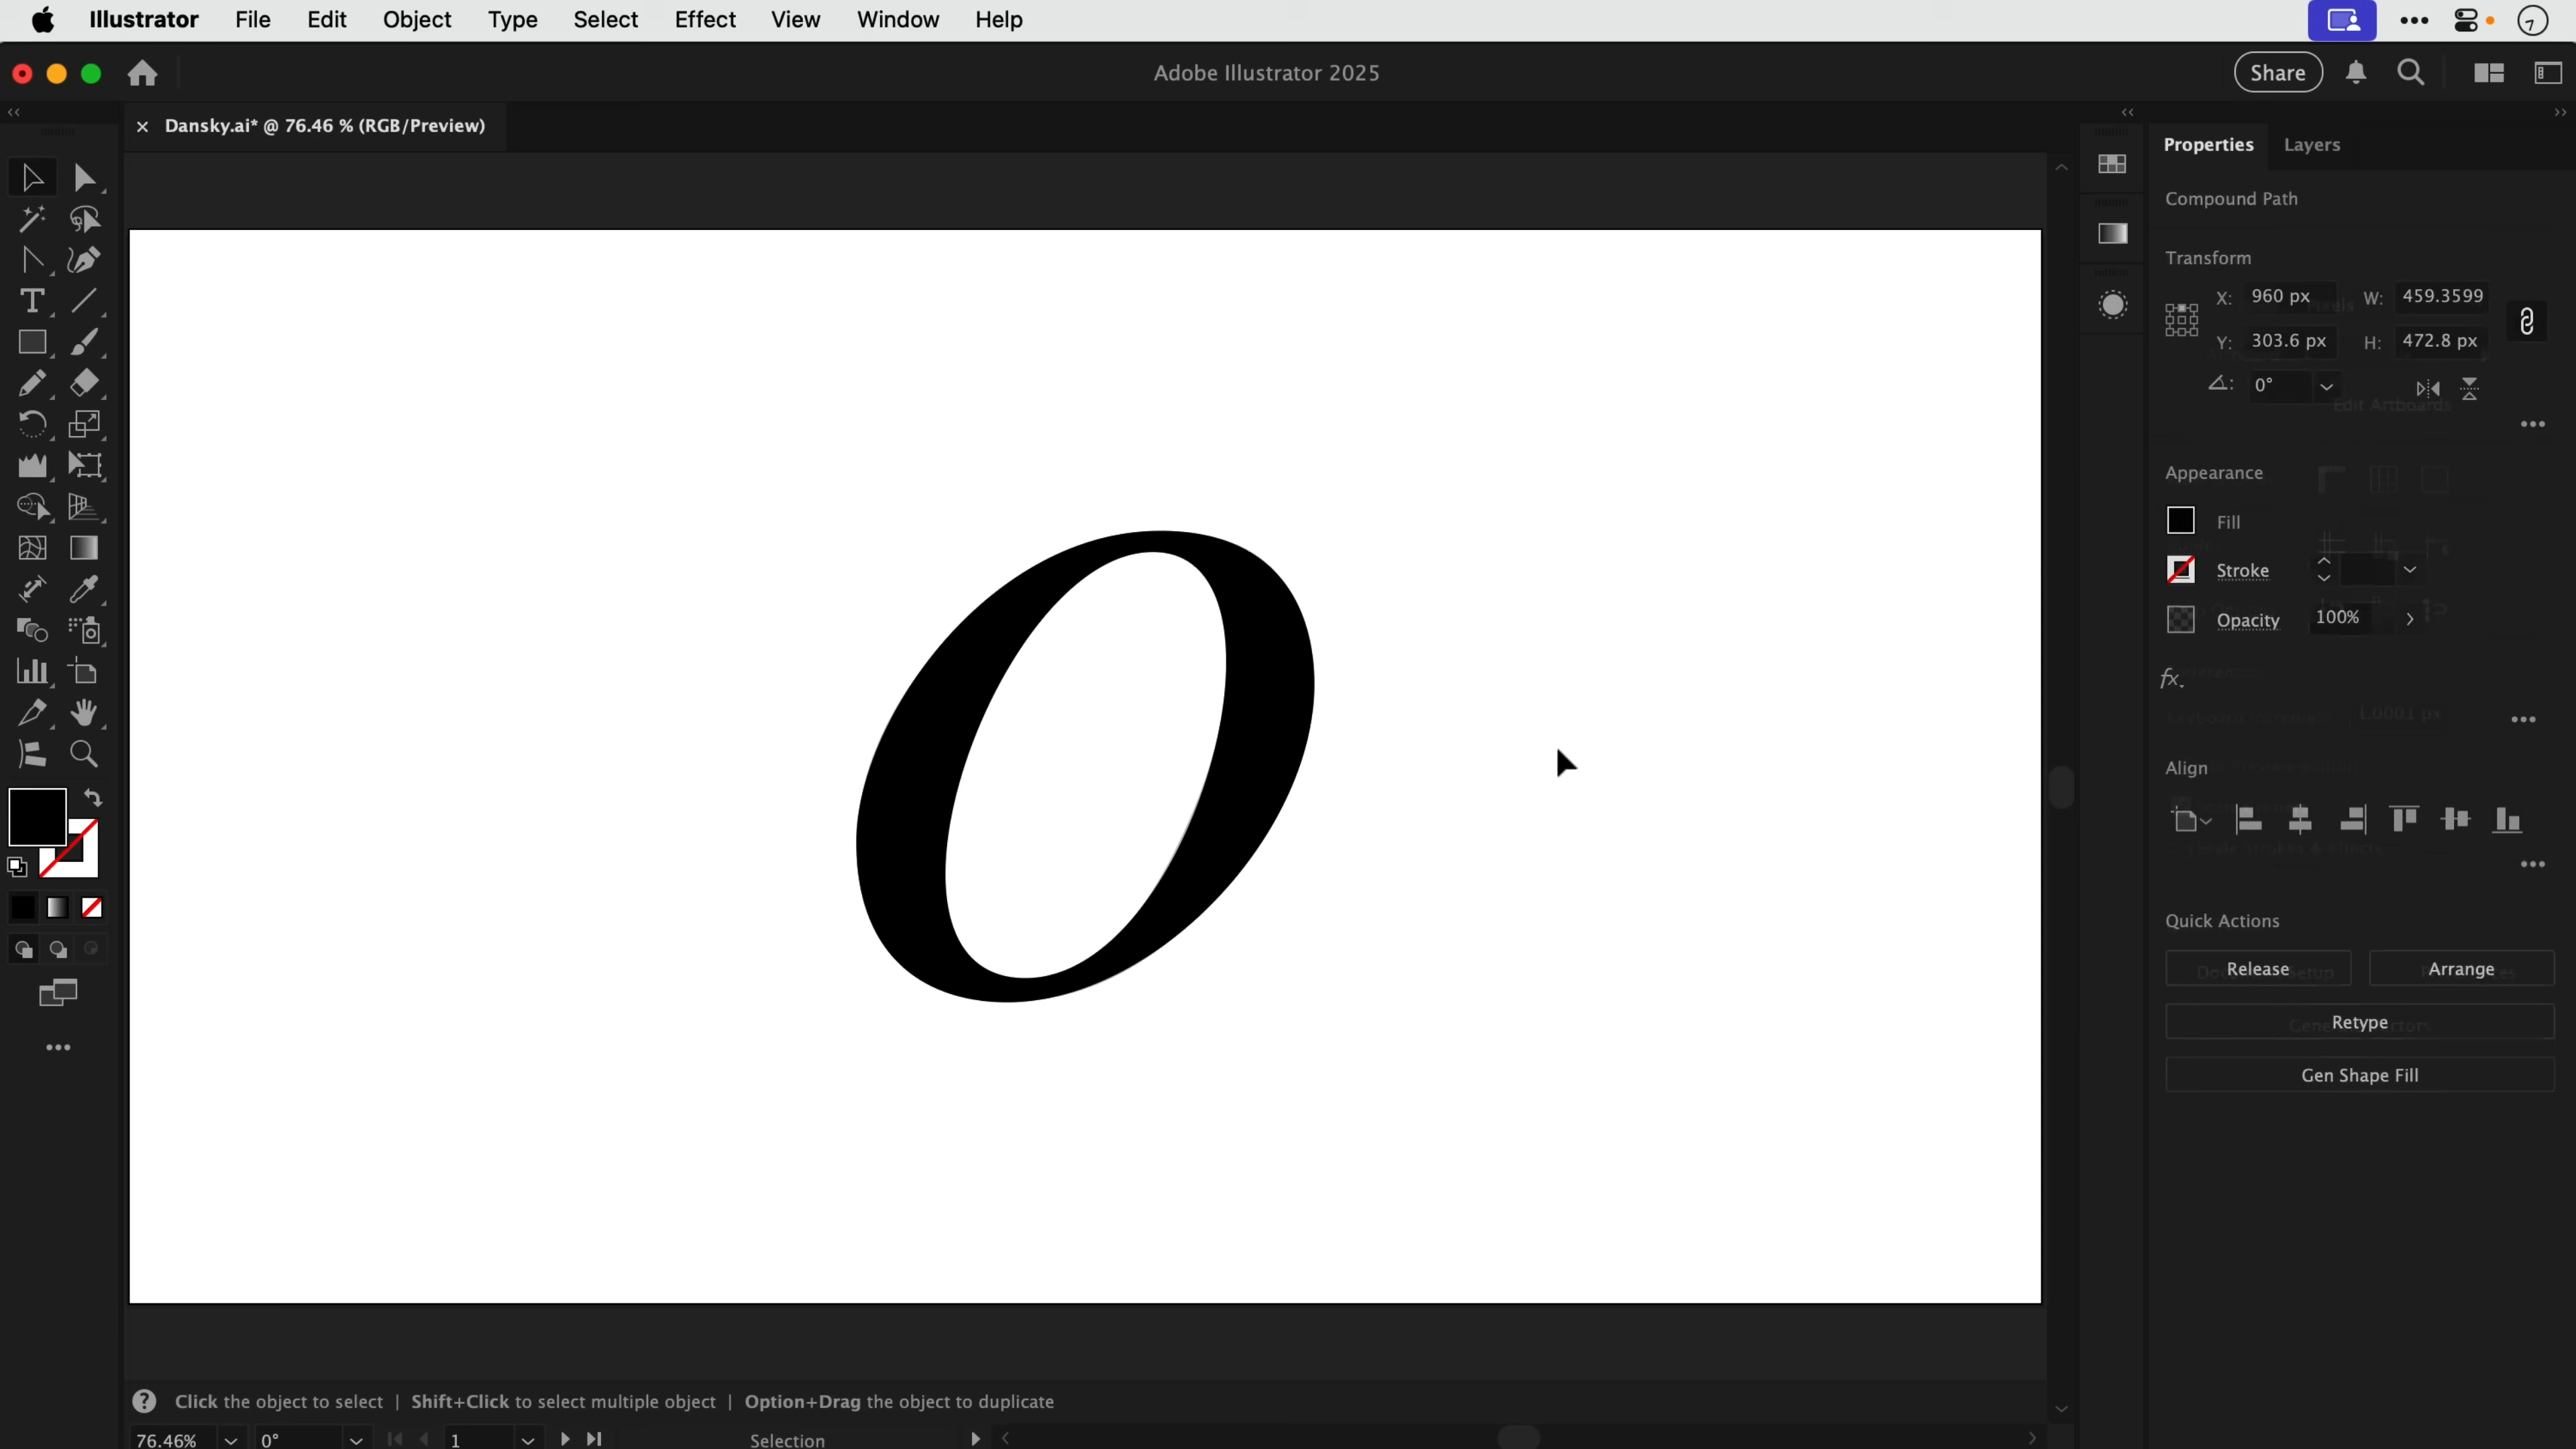 Illustrator File Edit Object Type Select Effect View Window Help
Adobe Illustrator 2025
Share
× Dansky.ai* @ 76.46 % (RGB/Preview)
Properties Layers
Compound Path
Transform
X: 960 px W: 459.3599
Y: 303.6 px H: 472.8 px
0°
Edit Artboards
Appearance
Fill
Stroke
Opacity 100%
fx.
Align
Quick Actions
Release Arrange
Retype
Gen Shape Fill
O
Click the object to select | Shift+Click to select multiple object | Option+Drag the object to duplicate
76.46% 0° 1 Selection